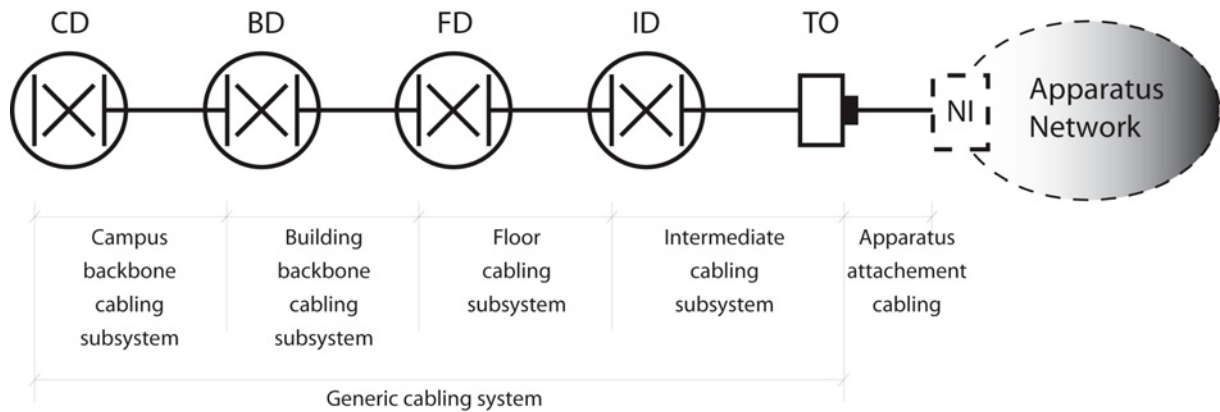 CD BD FD ID TO
NI
Apparatus
Network
Campus
backbone
cabling
subsystem
Building
backbone
cabling
subsystem
Floor
cabling
subsystem
Intermediate
cabling
subsystem
Apparatus
attachement
cabling
Generic cabling system